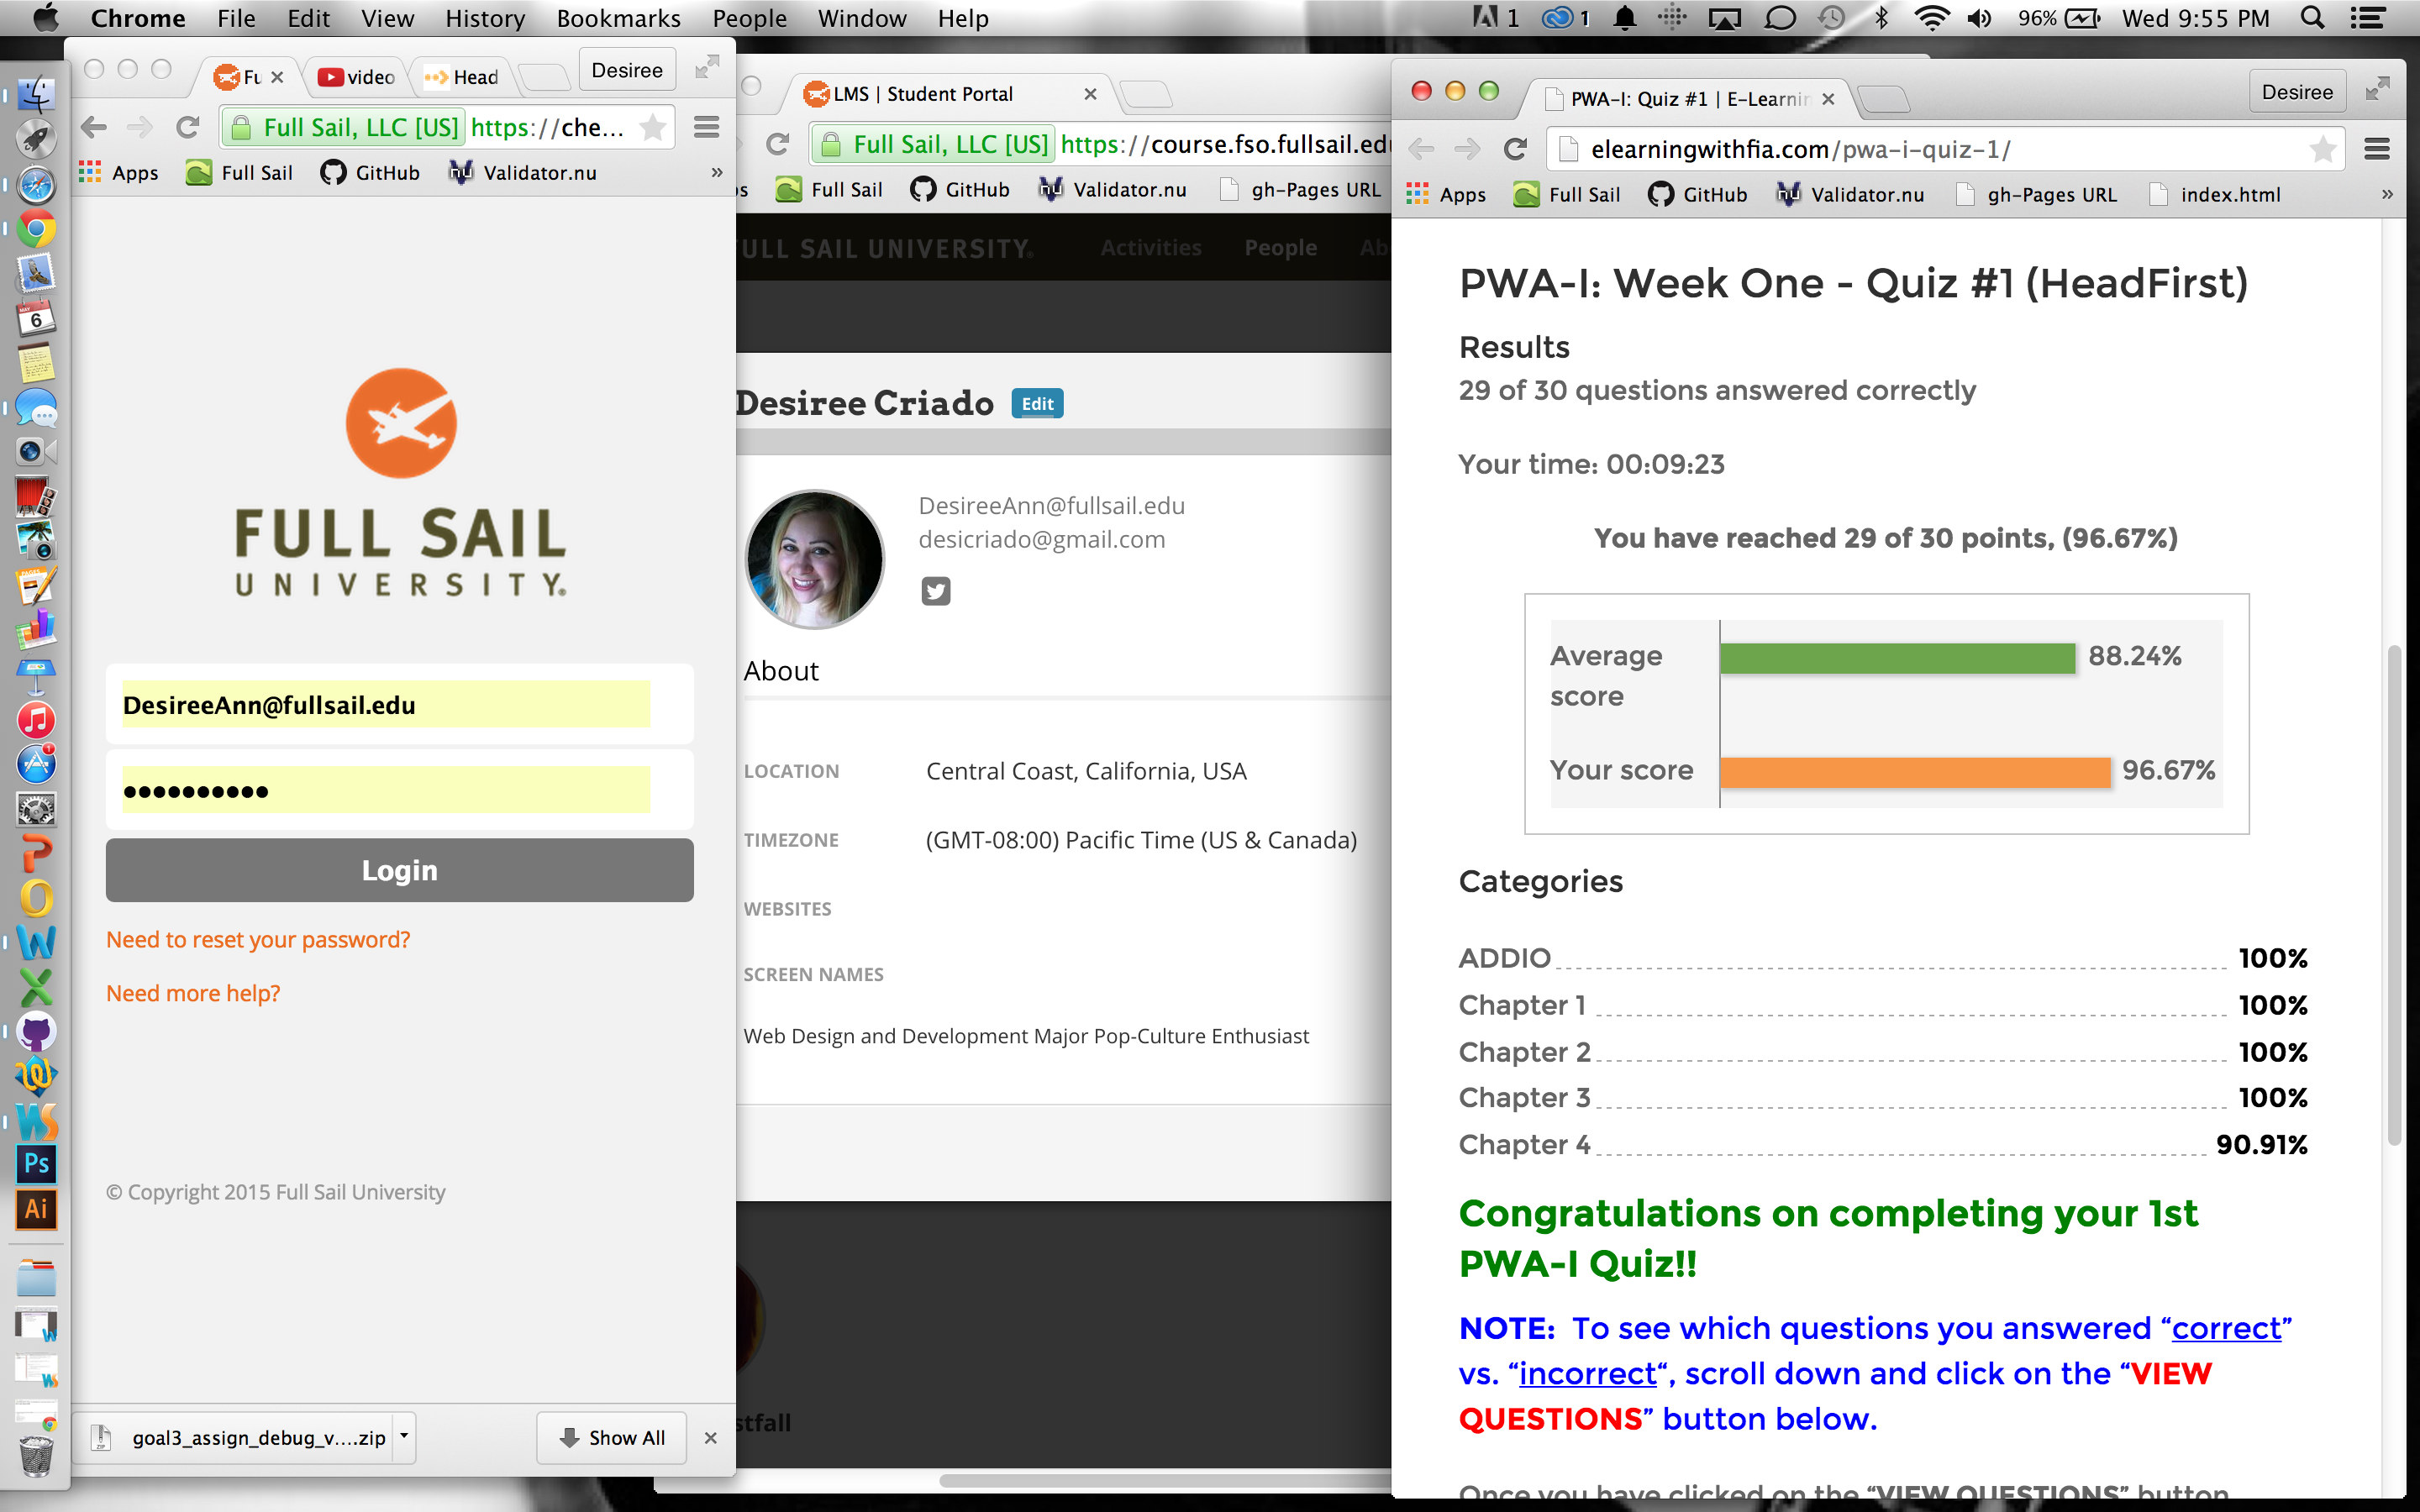 Chrome File Edit View History Bookmarks People Window Help
1 1 96% Wed 9:55 PM
Fu video Head Desiree
Full Sail, LLC [US] https://che...
Apps Full Sail GitHub Validator.nu »
FULL SAIL
UNIVERSITY.
DesireeAnn@fullsail.edu
Login
Need to reset your password?
Need more help?
© Copyright 2015 Full Sail University
goal3_assign_debug_v....zip Show All
MAY
6
Ps
Ai
LMS | Student Portal
Full Sail, LLC [US] https://course.fso.fullsail.edu
Full Sail GitHub Validator.nu gh-Pages URL
ULL SAIL UNIVERSITY. Activities People Ab
Desiree Criado Edit
DesireeAnn@fullsail.edu
desicriado@gmail.com
About
LOCATION Central Coast, California, USA
TIMEZONE (GMT-08:00) Pacific Time (US & Canada)
WEBSITES
SCREEN NAMES
Web Design and Development Major Pop-Culture Enthusiast
stfall
PWA-I: Quiz #1 | E-Learnin Desiree
elearningwithfia.com/pwa-i-quiz-1/
Apps Full Sail GitHub Validator.nu gh-Pages URL index.html »
PWA-I: Week One - Quiz #1 (HeadFirst)
Results
29 of 30 questions answered correctly
Your time: 00:09:23
You have reached 29 of 30 points, (96.67%)
Average score 88.24%
Your score 96.67%
Categories
ADDIO 100%
Chapter 1 100%
Chapter 2 100%
Chapter 3 100%
Chapter 4 90.91%
Congratulations on completing your 1st
PWA-I Quiz!!
NOTE: To see which questions you answered “correct”
vs. “incorrect“, scroll down and click on the “VIEW
QUESTIONS” button below.
Once you have clicked on the “VIEW QUESTIONS” button